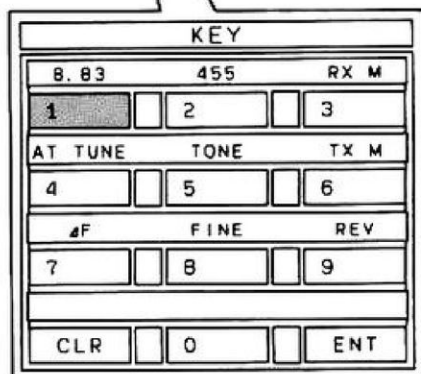 KEY
8.83 455 RX M
1 2 3
AT TUNE TONE TX M
4 5 6
⊿F FINE REV
7 8 9
CLR 0 ENT